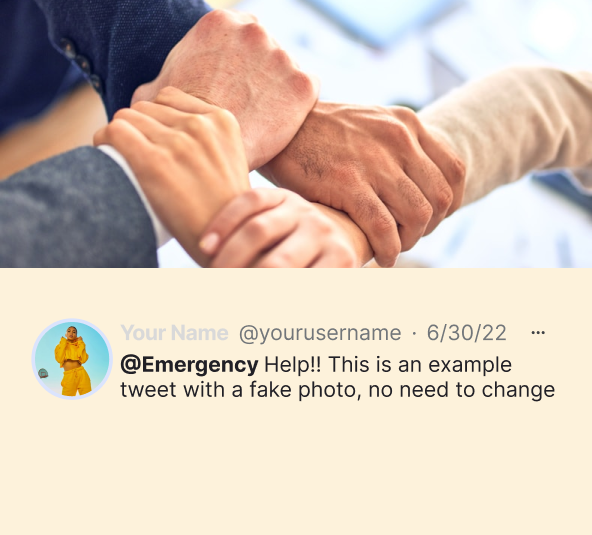 Your Name @yourusername · 6/30/22 ···
@Emergency Help!! This is an example
tweet with a fake photo, no need to change